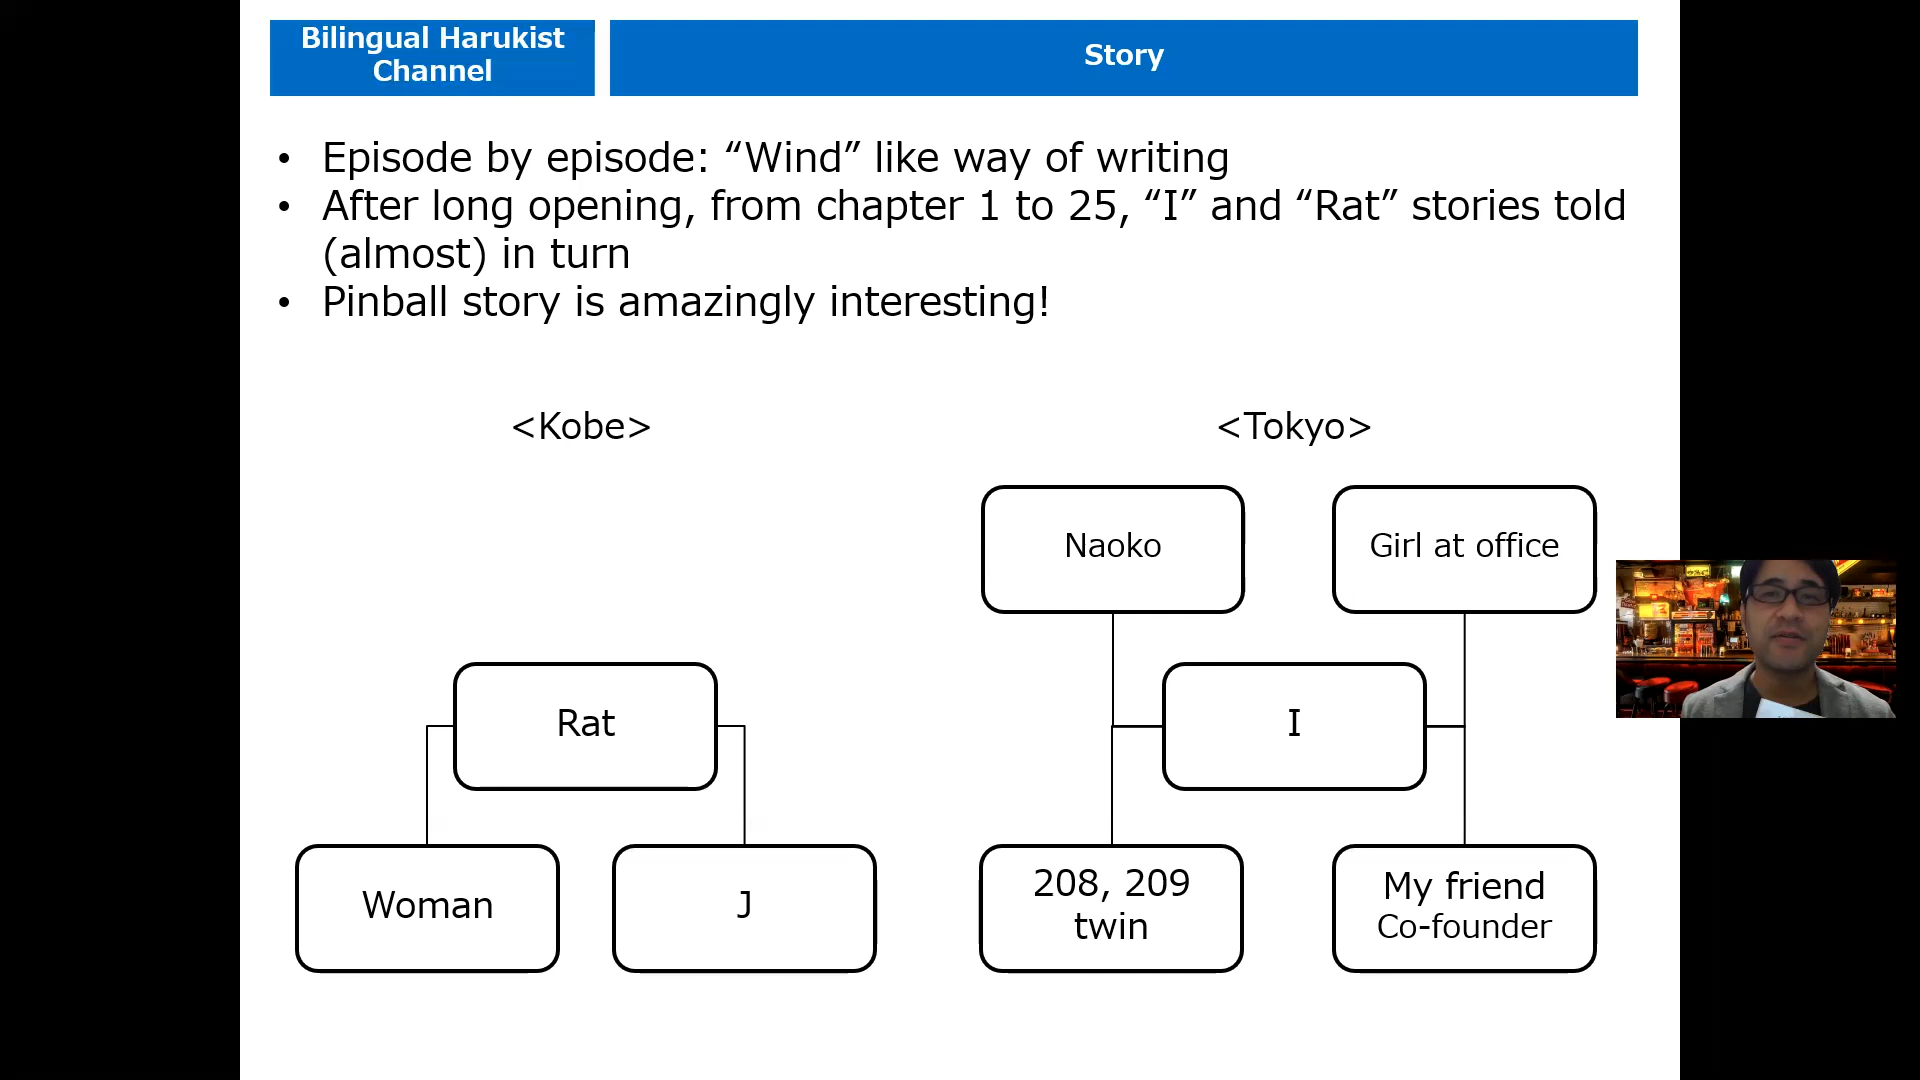 Bilingual Harukist
Channel
Story
• Episode by episode: “Wind” like way of writing
• After long opening, from chapter 1 to 25, “I” and “Rat” stories told
(almost) in turn
• Pinball story is amazingly interesting!
<Kobe>
<Tokyo>
Naoko
Girl at office
Rat
I
Woman
J
208, 209
twin
My friend
Co-founder